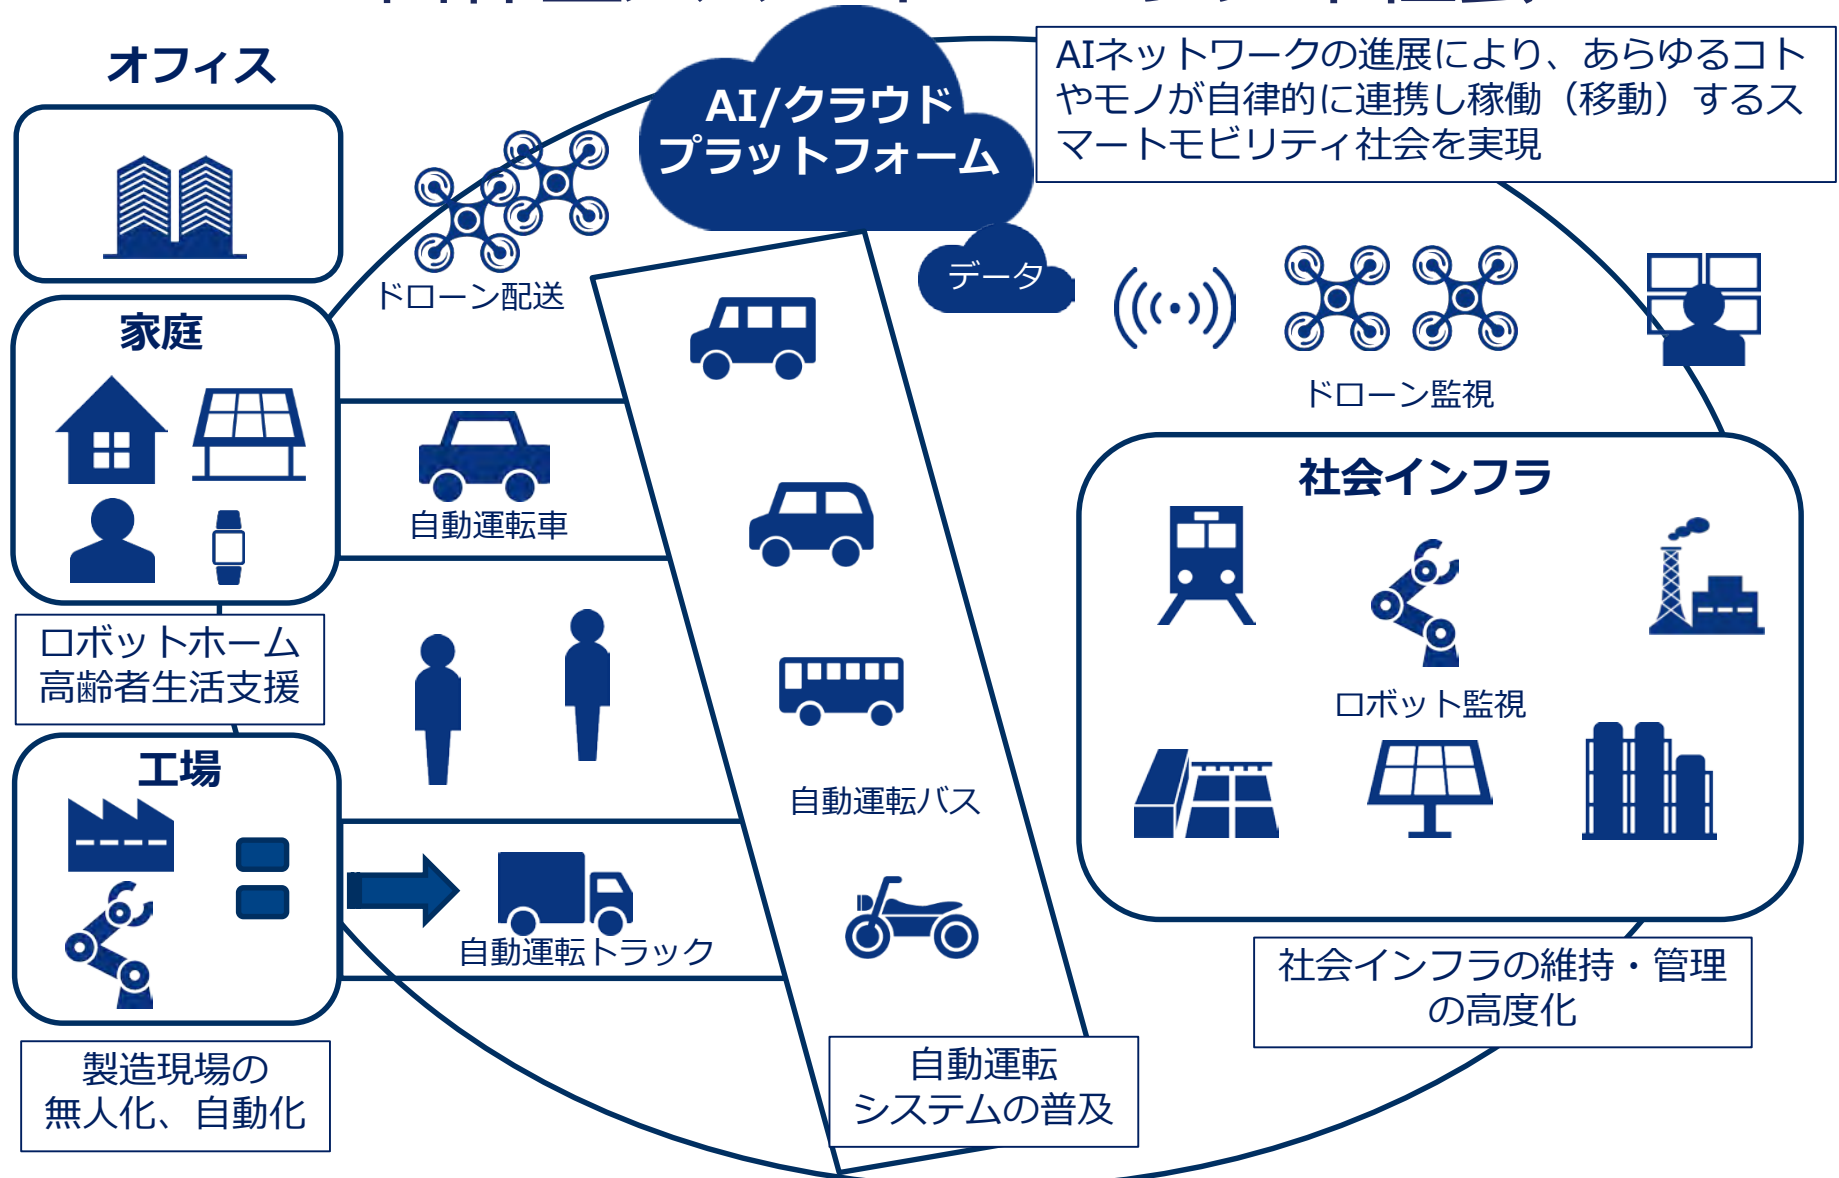 オフィス
AI/クラウド
プラットフォーム
AIネットワークの進展により、あらゆるコト
やモノが自律的に連携し稼働（移動）するス
マートモビリティ社会を実現
データ
ドローン配送
家庭
ドローン監視
自動運転車
社会インフラ
ロボットホーム
高齢者生活支援
ロボット監視
工場
自動運転バス
自動運転トラック
社会インフラの維持・管理
の高度化
製造現場の
無人化、自動化
自動運転
システムの普及